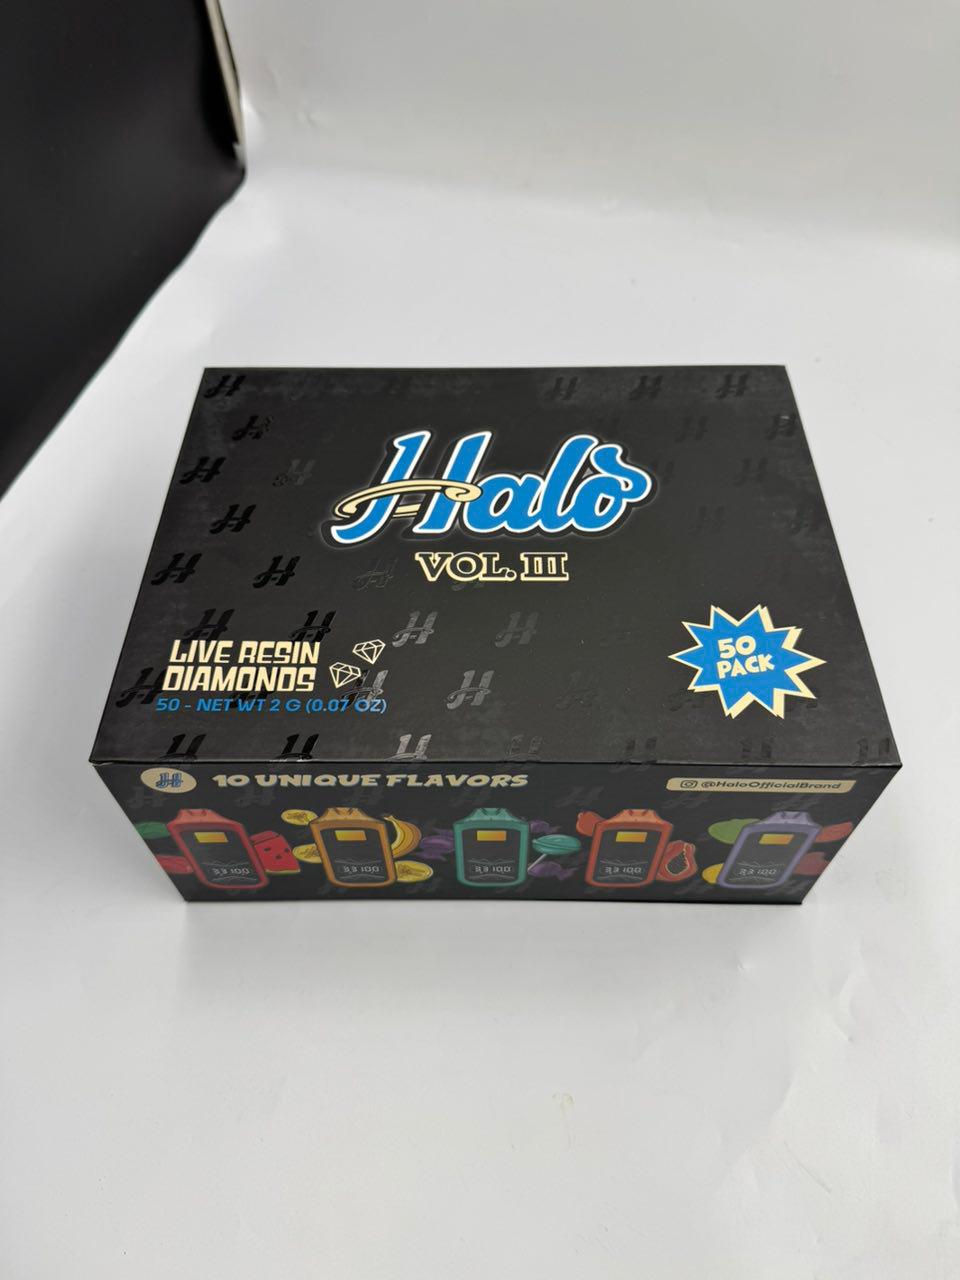 Halo
VOL. III
LIVE RESIN
DIAMONDS
50 - NET WT 2 G (0.07 OZ)
50
PACK
H
10 UNIQUE FLAVORS
@HaloOfficialBrand